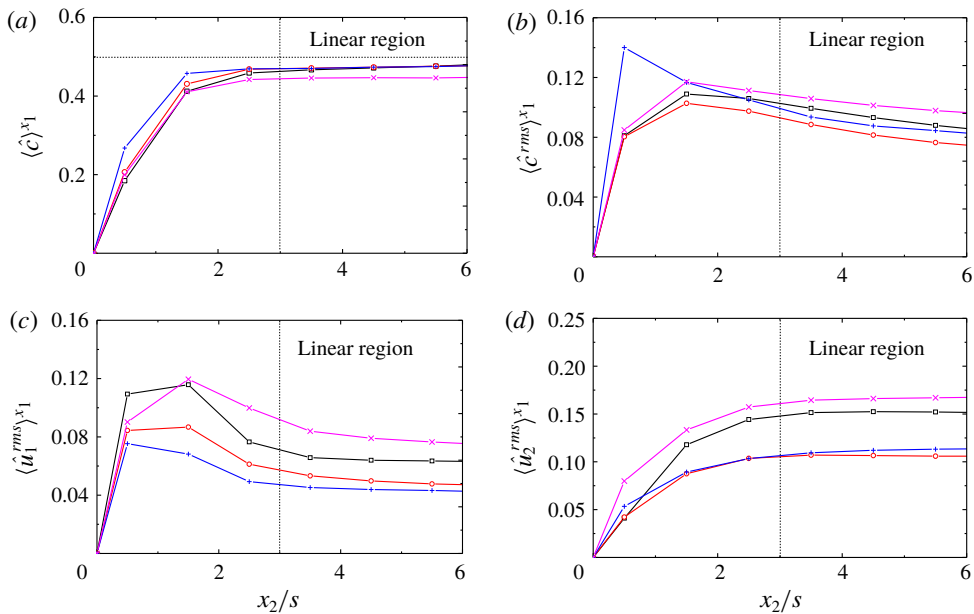 (a)
0.6
0.4
0.2
0
2
4
6
Linear region
⟨ĉ⟩^{x_1}
(b)
0.16
0.12
0.08
0.04
0
2
4
6
Linear region
⟨ĉ^{rms}⟩^{x_1}
(c)
0.16
0.12
0.08
0.04
0
2
4
6
Linear region
⟨û_1^{rms}⟩^{x_1}
x_2/s
(d)
0.25
0.20
0.15
0.10
0.05
0
2
4
6
Linear region
⟨û_2^{rms}⟩^{x_1}
x_2/s